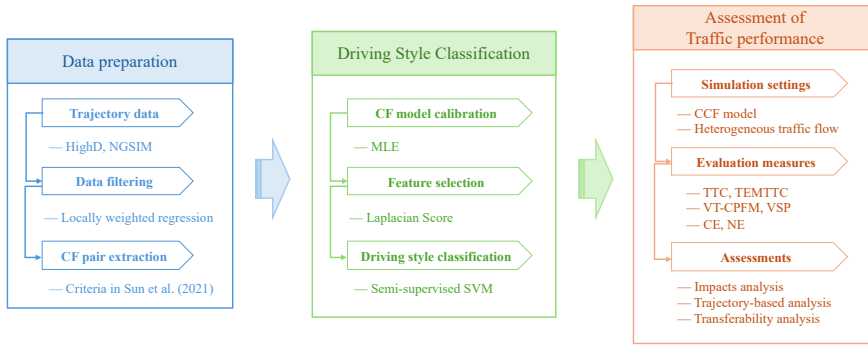 Data preparation
Trajectory data
— HighD, NGSIM
Data filtering
— Locally weighted regression
CF pair extraction
— Criteria in Sun et al. (2021)
Driving Style Classification
CF model calibration
— MLE
Feature selection
— Laplacian Score
Driving style classification
— Semi-supervised SVM
Assessment of
Traffic performance
Simulation settings
— CCF model
— Heterogeneous traffic flow
Evaluation measures
— TTC, TEMTTC
— VT-CPFM, VSP
— CE, NE
Assessments
— Impacts analysis
— Trajectory-based analysis
— Transferability analysis